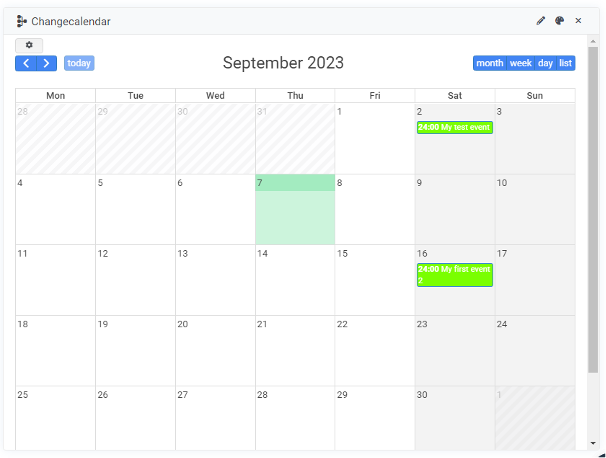 Changecalendar
today
September 2023
month week day list
Mon Tue Wed Thu Fri Sat Sun
28 29 30 31 1 2 3
24:00 My test event
4 5 6 7 8 9 10
11 12 13 14 15 16 17
24:00 My first event
2
18 19 20 21 22 23 24
25 26 27 28 29 30 1